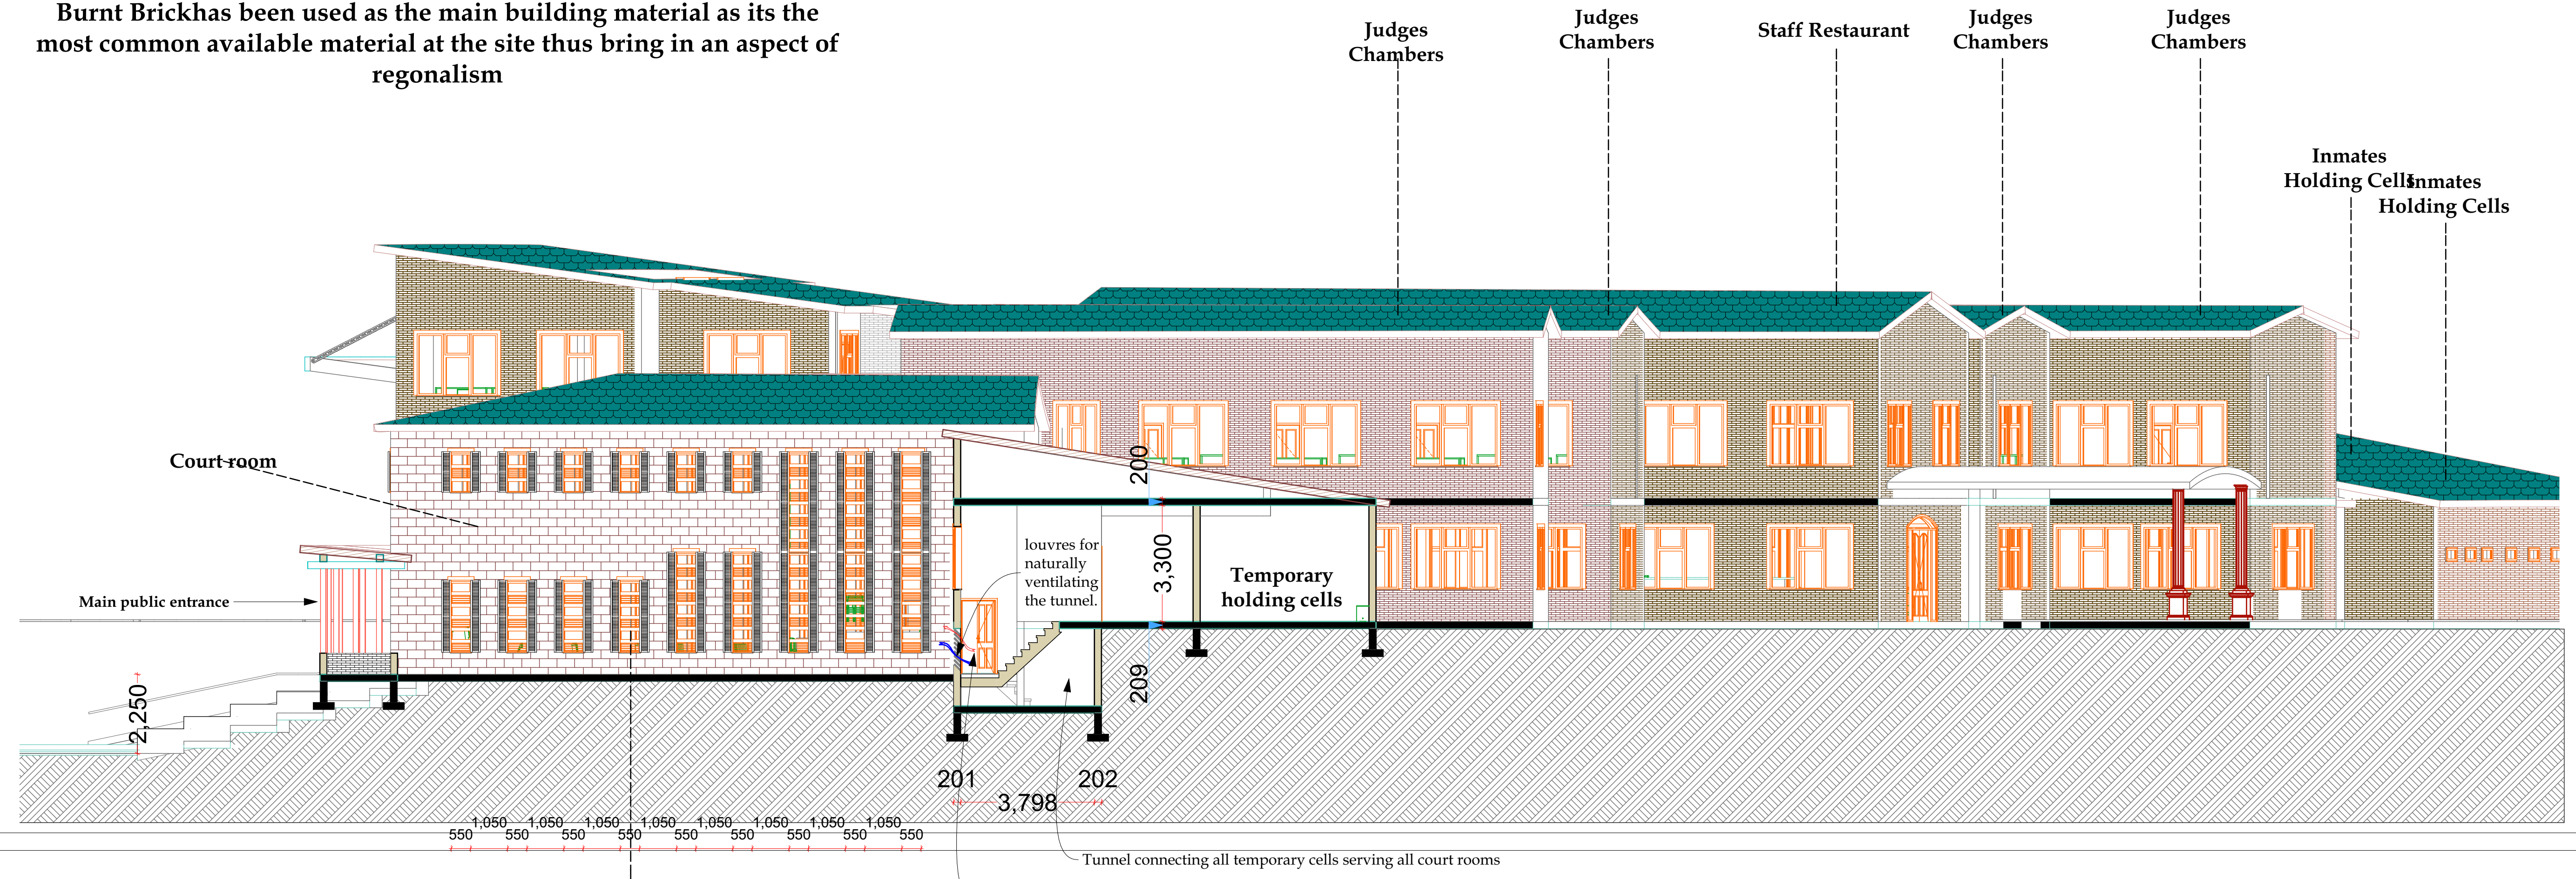 Burnt Brickhas been used as the main building material as its the
most common available material at the site thus bring in an aspect of
regonalism
Judges
Chambers
Judges
Chambers
Staff Restaurant
Judges
Chambers
Judges
Chambers
Inmates
Holding Cells
Inmates
Holding Cells
Court room
200
louvres for
naturally
ventilating
the tunnel.
3,300
Temporary
holding cells
Main public entrance
2,250
209
201
202
3,798
1,050 1,050 1,050 1,050 1,050 1,050 1,050 1,050
550 550 550 550 550 550 550 550 550
Tunnel connecting all temporary cells serving all court rooms